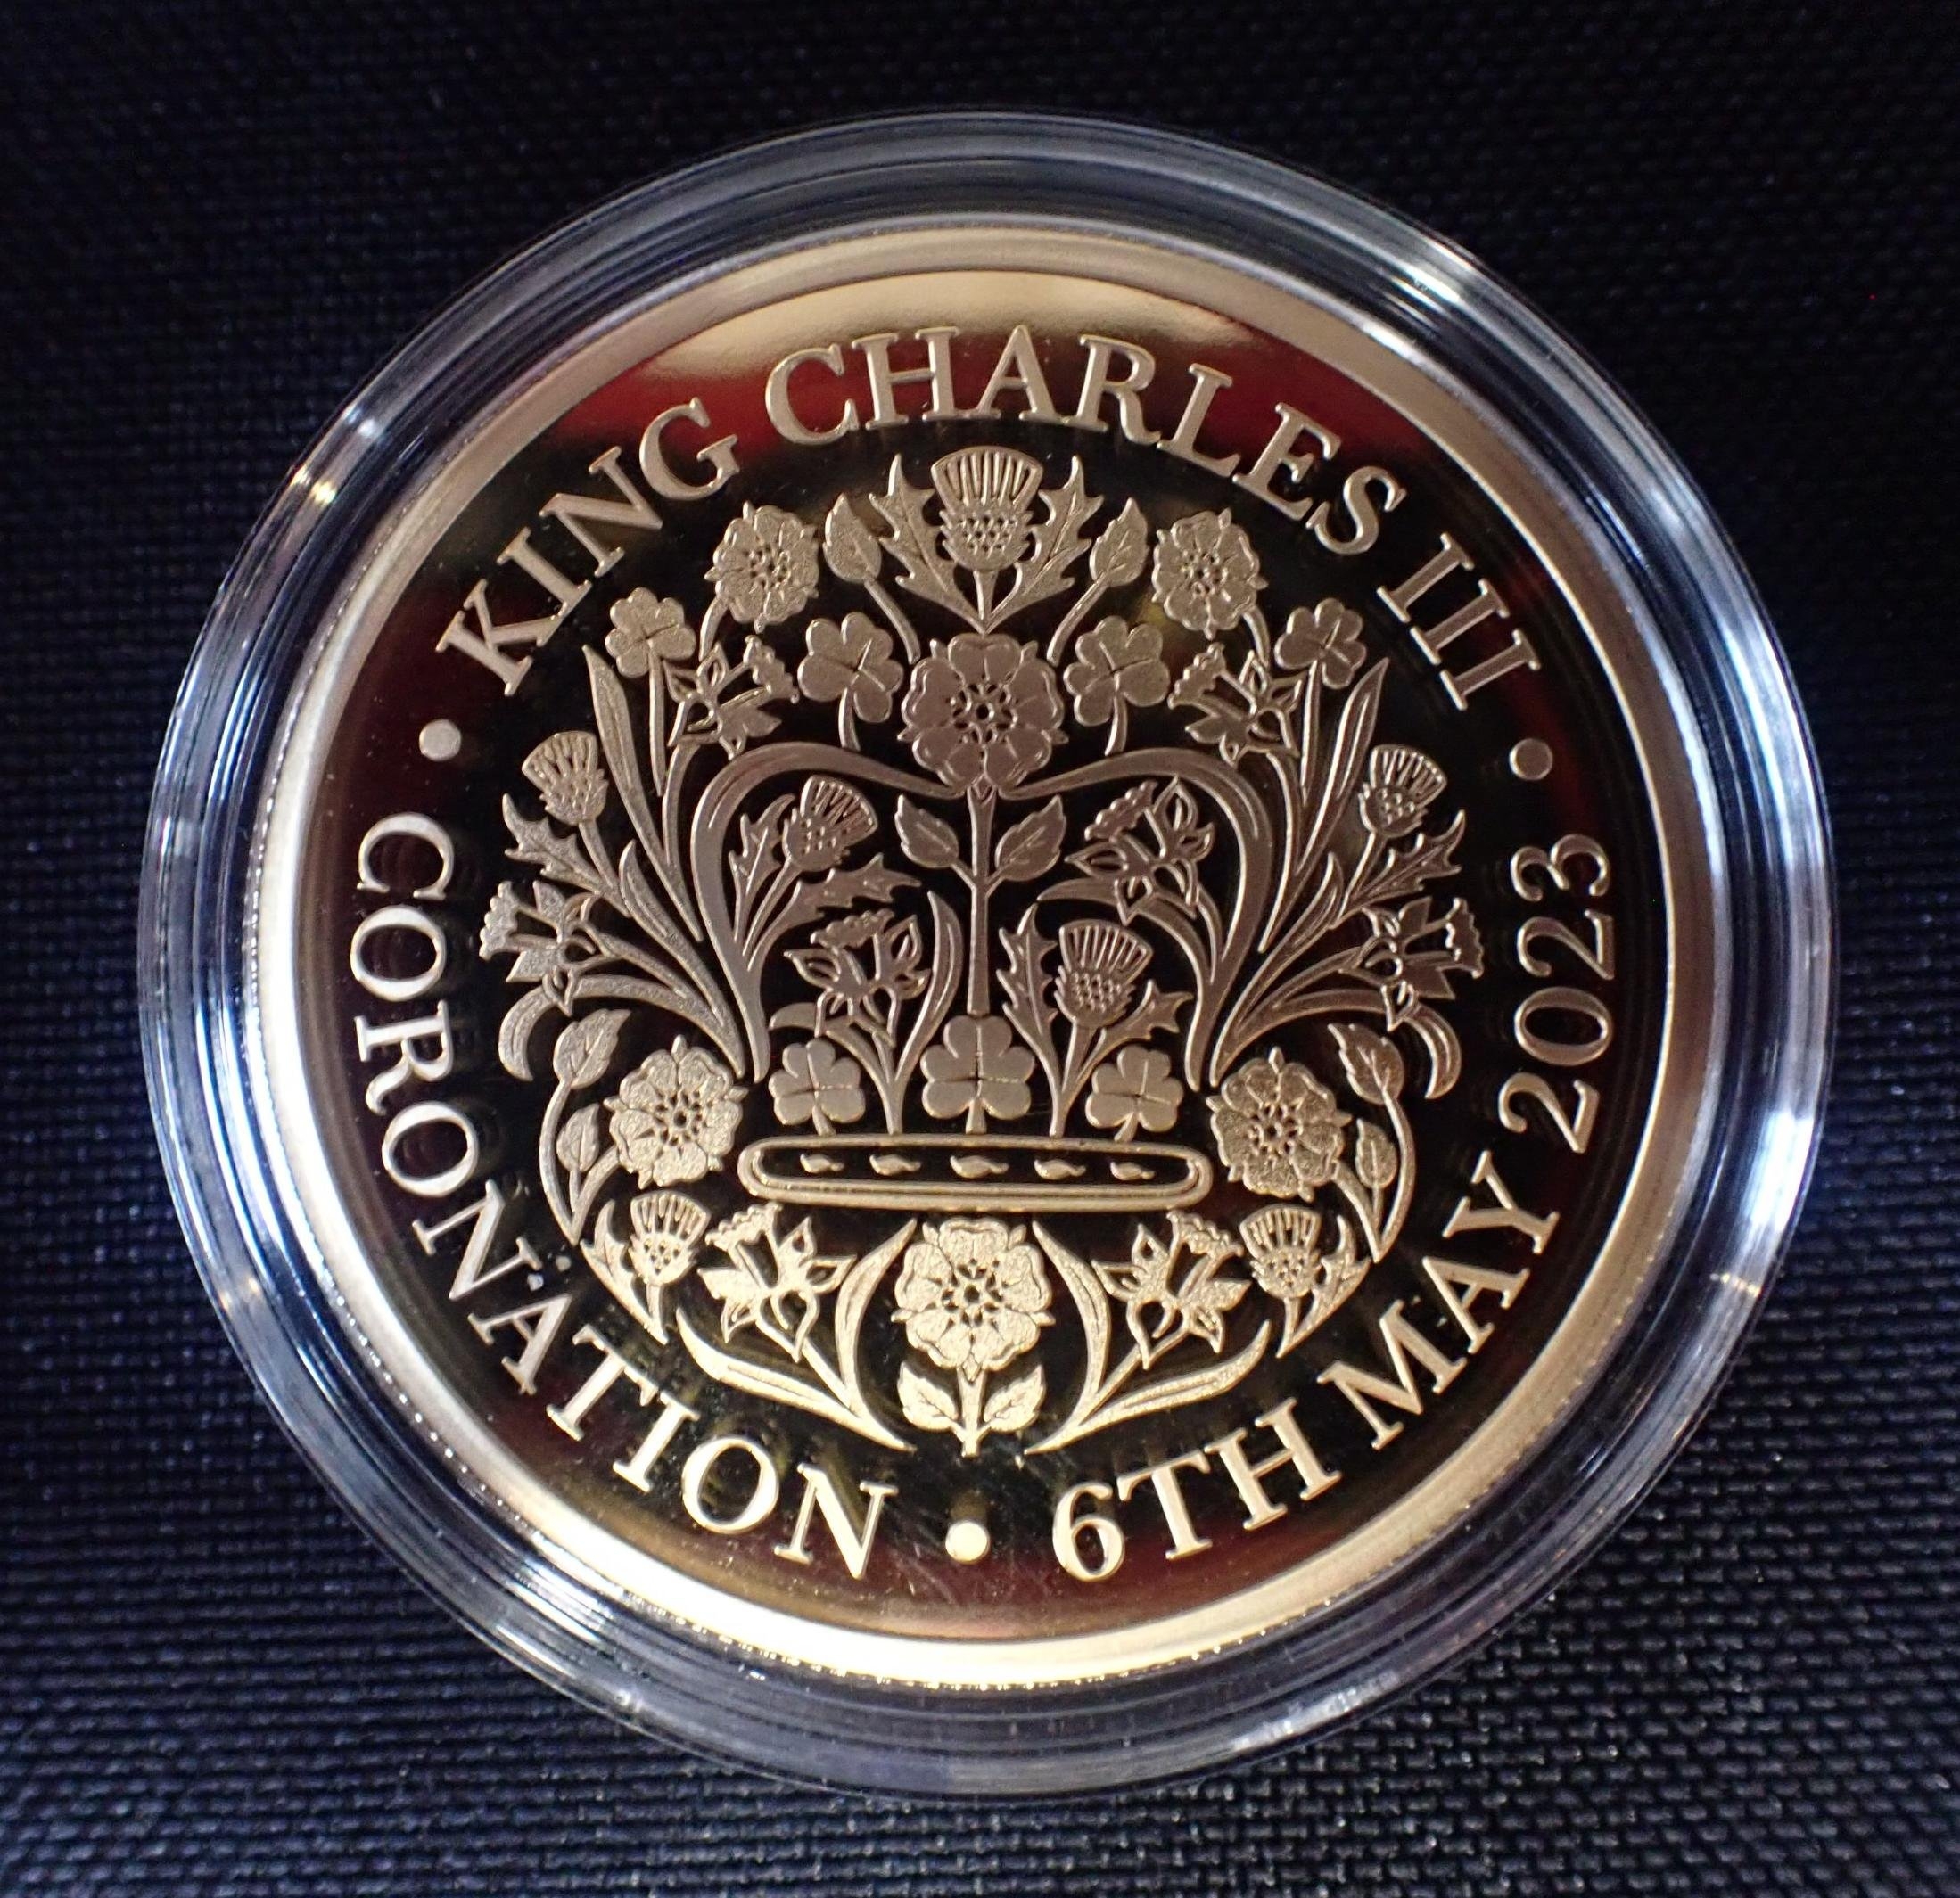 KING CHARLES III
• CORONATION • 6TH MAY 2023 •